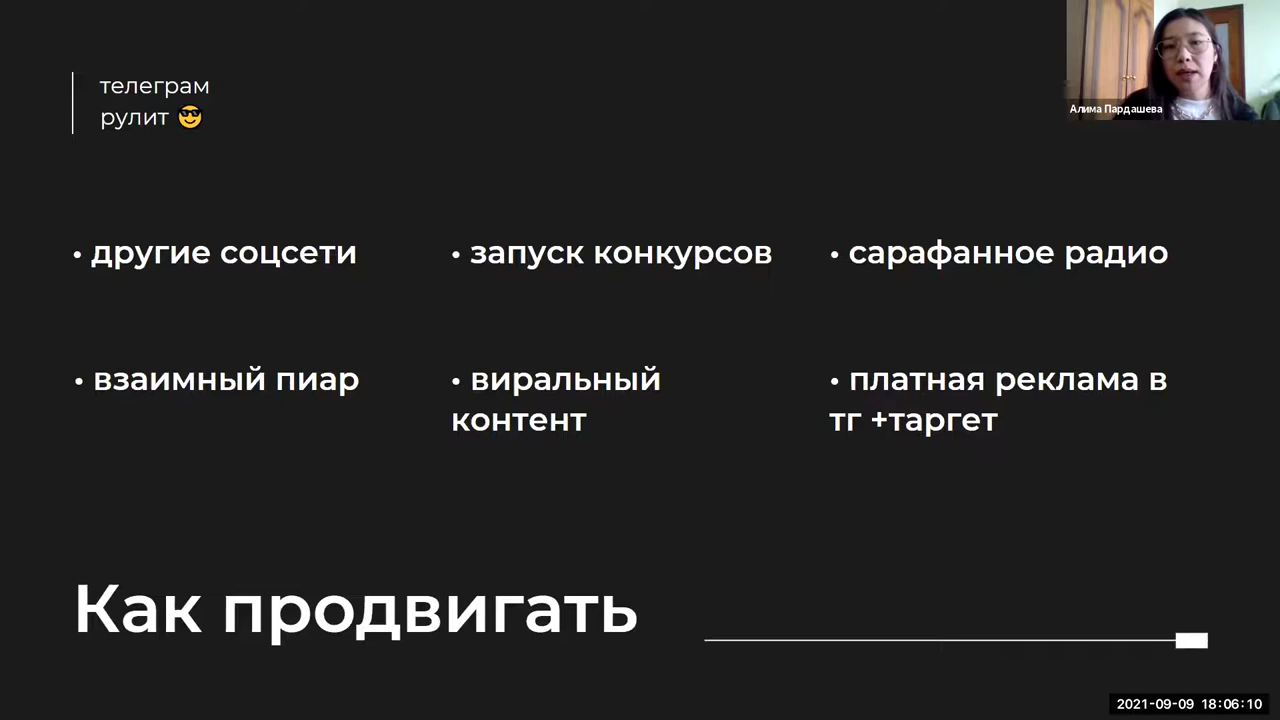 телеграм
рулит 😎
Алима Пардашева
• другие соцсети
• запуск конкурсов
• сарафанное радио
• взаимный пиар
• виральный
контент
• платная реклама в
тг +таргет
Как продвигать
2021-09-09 18:06:10